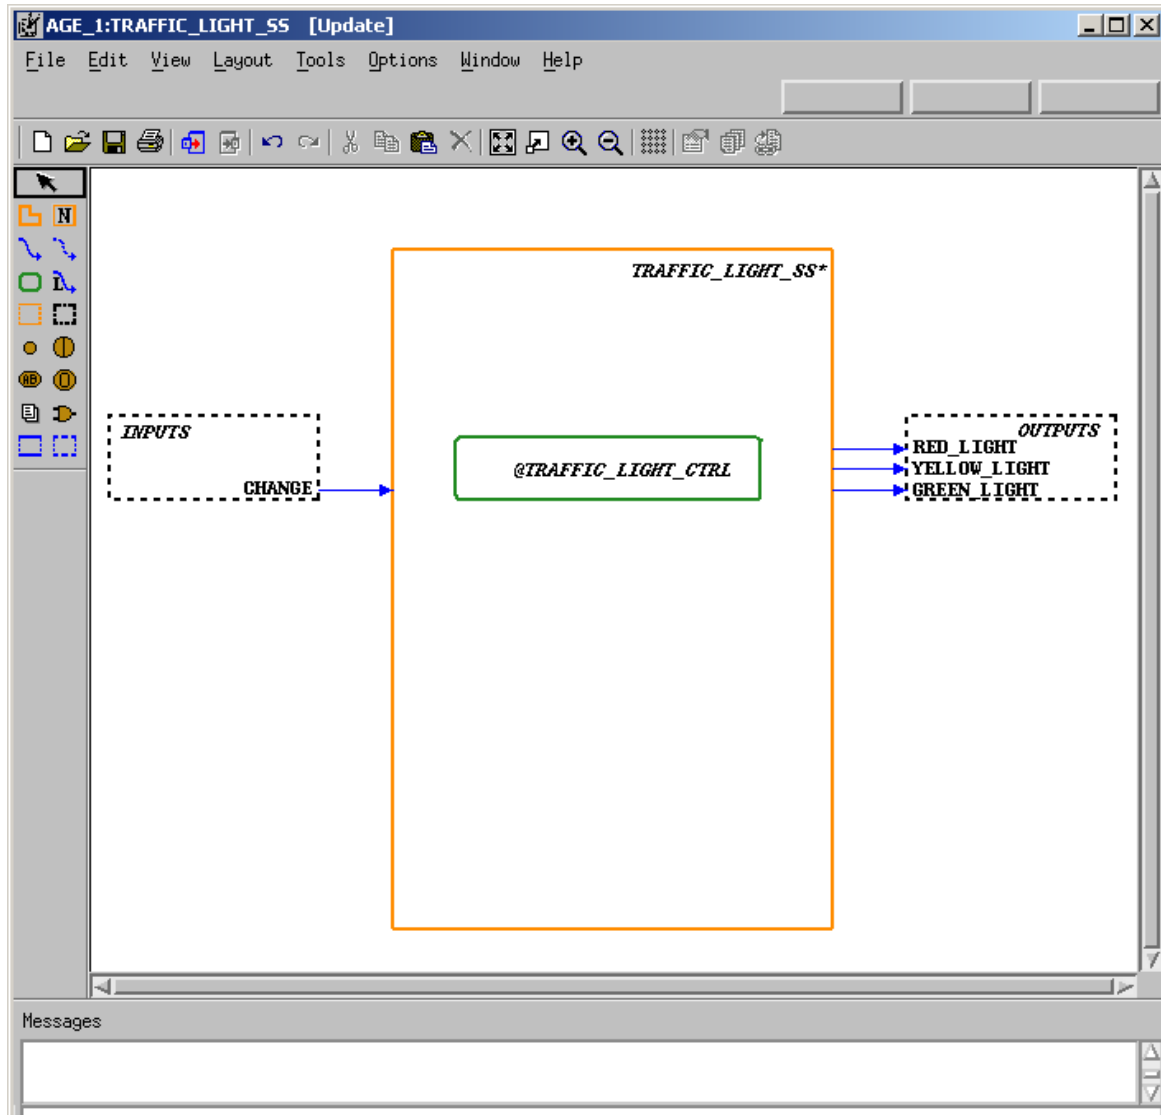 AGE_1:TRAFFIC_LIGHT_SS [Update]
File Edit View Layout Tools Options Window Help
N
L
AB
TRAFFIC_LIGHT_SS*
INPUTS
CHANGE
@TRAFFIC_LIGHT_CTRL
OUTPUTS
RED_LIGHT
YELLOW_LIGHT
GREEN_LIGHT
Messages